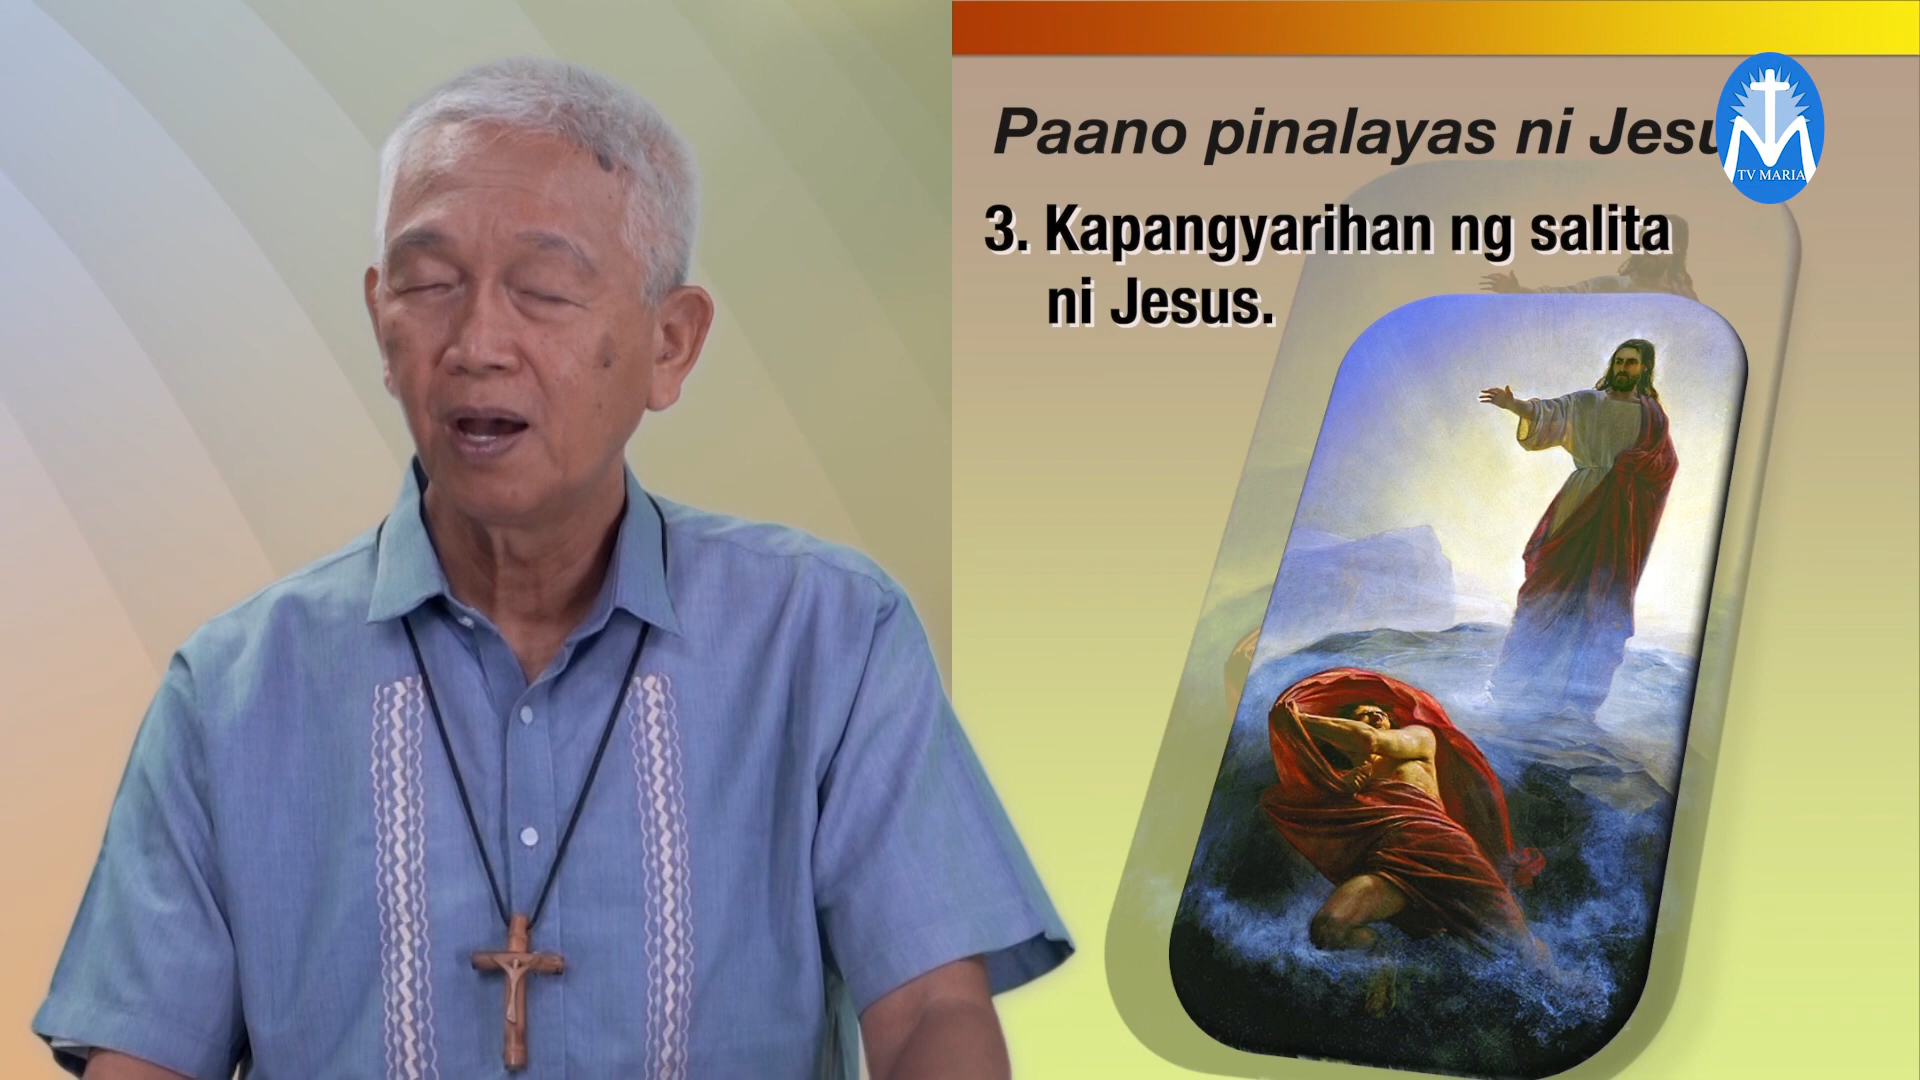 Paano pinalayas ni Jesu
3. Kapangyarihan ng salita
ni Jesus.
TV MARIA